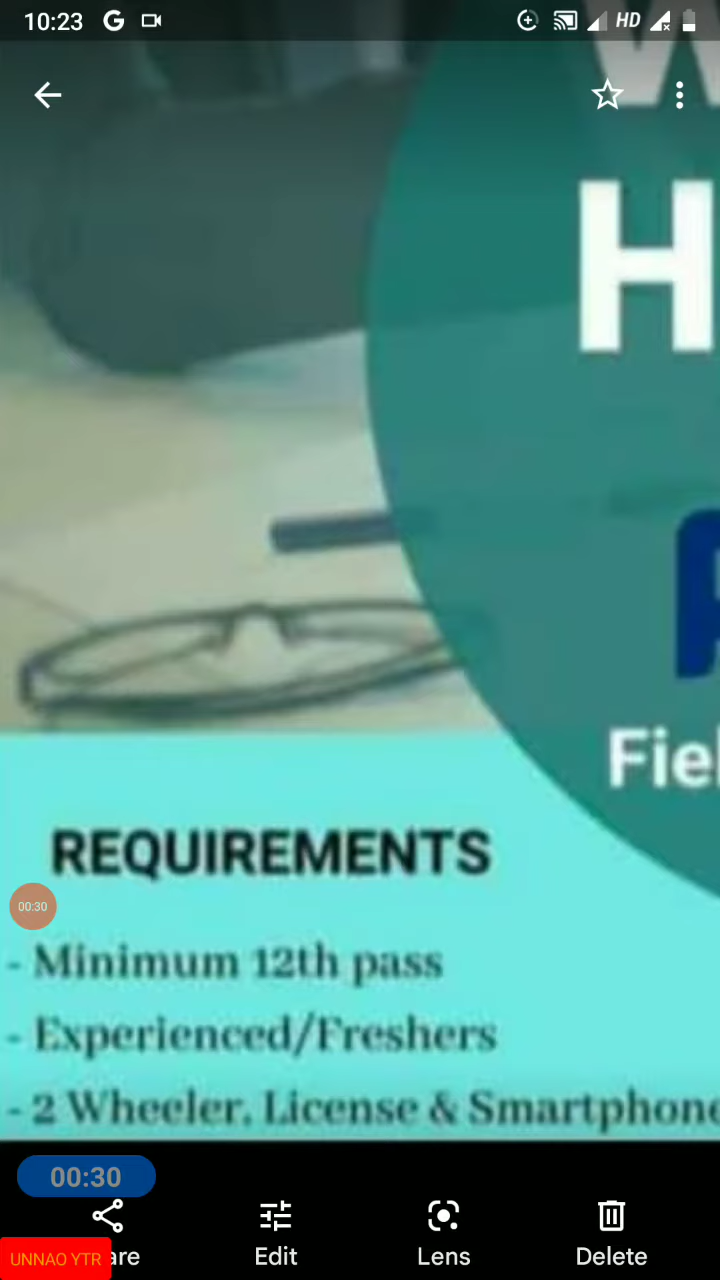 10:23 G HD
W
H
Fiel
REQUIREMENTS
00:30
- Minimum 12th pass
- Experienced/Freshers
- 2 Wheeler, License & Smartphone
00:30
are Edit Lens Delete
UNNAO YTR